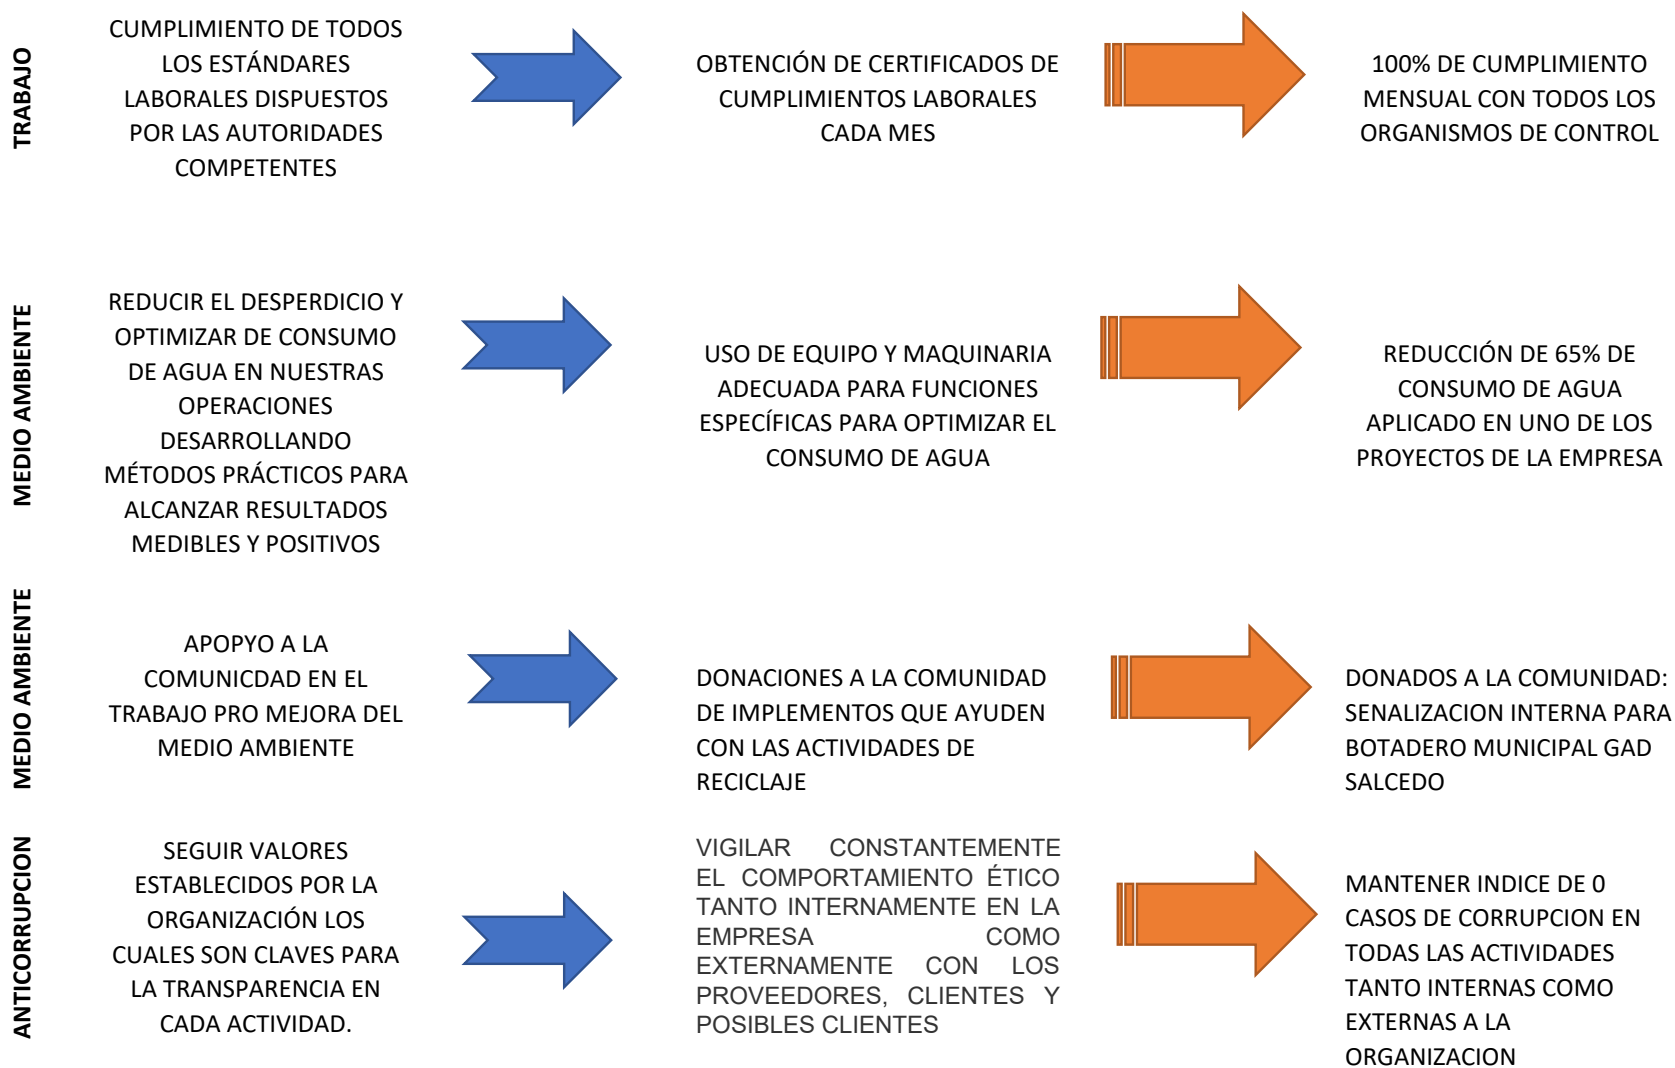 TRABAJO
CUMPLIMIENTO DE TODOS
LOS ESTÁNDARES
LABORALES DISPUESTOS
POR LAS AUTORIDADES
COMPETENTES
OBTENCIÓN DE CERTIFICADOS DE
CUMPLIMIENTOS LABORALES
CADA MES
100% DE CUMPLIMIENTO
MENSUAL CON TODOS LOS
ORGANISMOS DE CONTROL
MEDIO AMBIENTE
REDUCIR EL DESPERDICIO Y
OPTIMIZAR DE CONSUMO
DE AGUA EN NUESTRAS
OPERACIONES
DESARROLLANDO
MÉTODOS PRÁCTICOS PARA
ALCANZAR RESULTADOS
MEDIBLES Y POSITIVOS
USO DE EQUIPO Y MAQUINARIA
ADECUADA PARA FUNCIONES
ESPECÍFICAS PARA OPTIMIZAR EL
CONSUMO DE AGUA
REDUCCIÓN DE 65% DE
CONSUMO DE AGUA
APLICADO EN UNO DE LOS
PROYECTOS DE LA EMPRESA
MEDIO AMBIENTE
APOPYO A LA
COMUNICDAD EN EL
TRABAJO PRO MEJORA DEL
MEDIO AMBIENTE
DONACIONES A LA COMUNIDAD
DE IMPLEMENTOS QUE AYUDEN
CON LAS ACTIVIDADES DE
RECICLAJE
DONADOS A LA COMUNIDAD:
SENALIZACION INTERNA PARA
BOTADERO MUNICIPAL GAD
SALCEDO
ANTICORRUPCION
SEGUIR VALORES
ESTABLECIDOS POR LA
ORGANIZACIÓN LOS
CUALES SON CLAVES PARA
LA TRANSPARENCIA EN
CADA ACTIVIDAD.
VIGILAR CONSTANTEMENTE
EL COMPORTAMIENTO ÉTICO
TANTO INTERNAMENTE EN LA
EMPRESA COMO
EXTERNAMENTE CON LOS
PROVEEDORES, CLIENTES Y
POSIBLES CLIENTES
MANTENER INDICE DE 0
CASOS DE CORRUPCION EN
TODAS LAS ACTIVIDADES
TANTO INTERNAS COMO
EXTERNAS A LA
ORGANIZACION